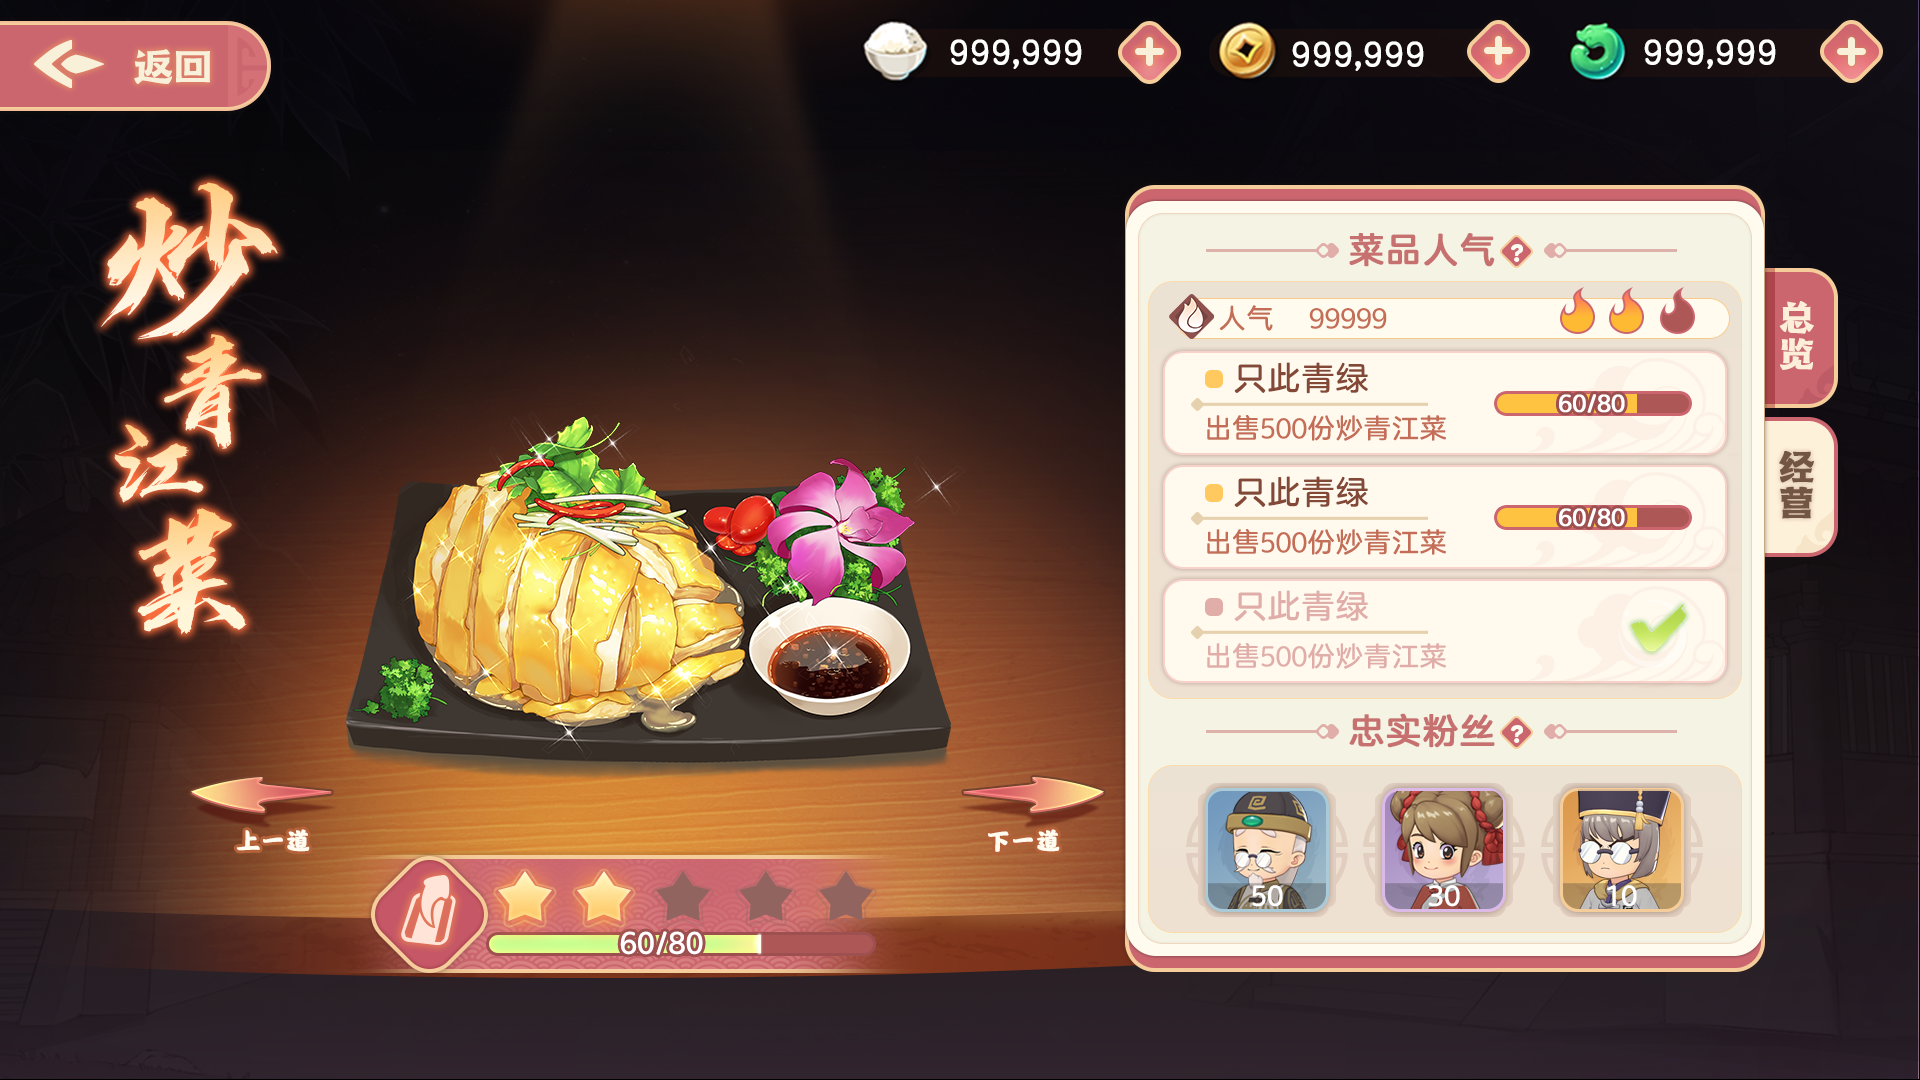 返回
999,999
999,999
999,999
炒青江菜
菜品人气?
人气 99999
只此青绿
出售500份炒青江菜
60/80
只此青绿
出售500份炒青江菜
60/80
只此青绿
出售500份炒青江菜
忠实粉丝?
50
30
10
总览
经营
上一道
下一道
60/80